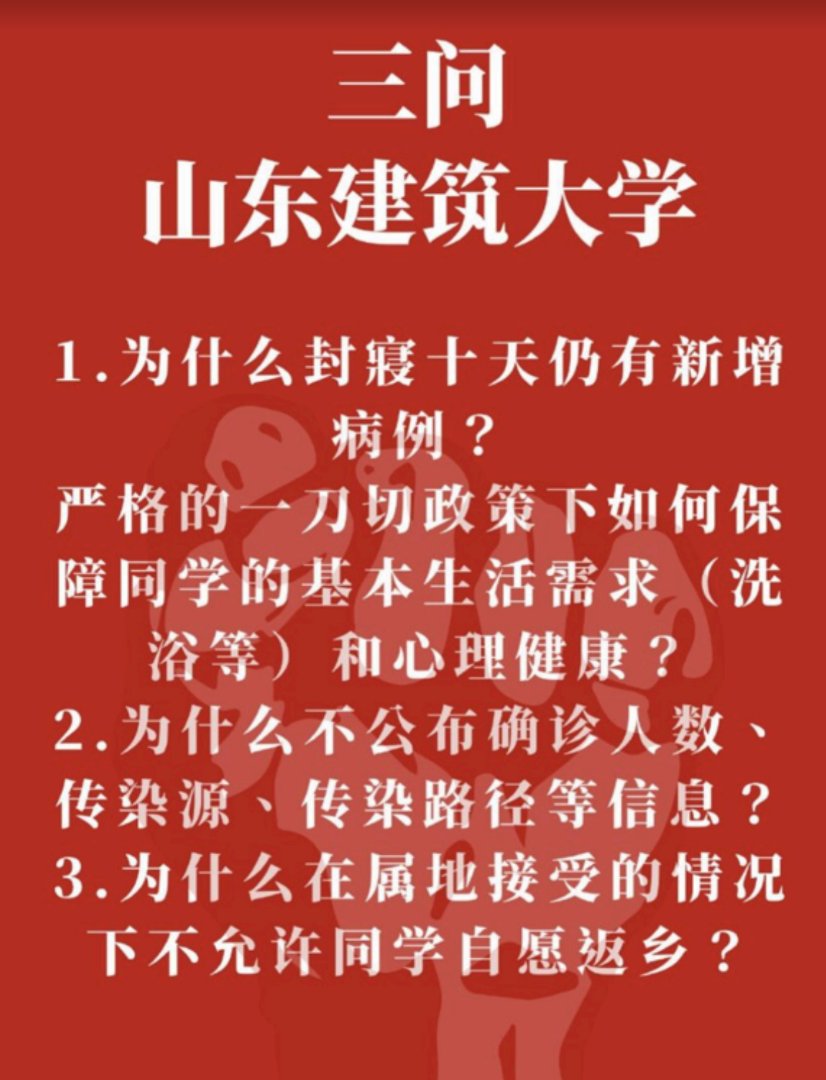 三问
山东建筑大学
1.为什么封寝十天仍有新增
病例？
严格的一刀切政策下如何保
障同学的基本生活需求（洗
浴等）和心理健康？
2.为什么不公布确诊人数、
传染源、传染路径等信息？
3.为什么在属地接受的情况
下不允许同学自愿返乡？